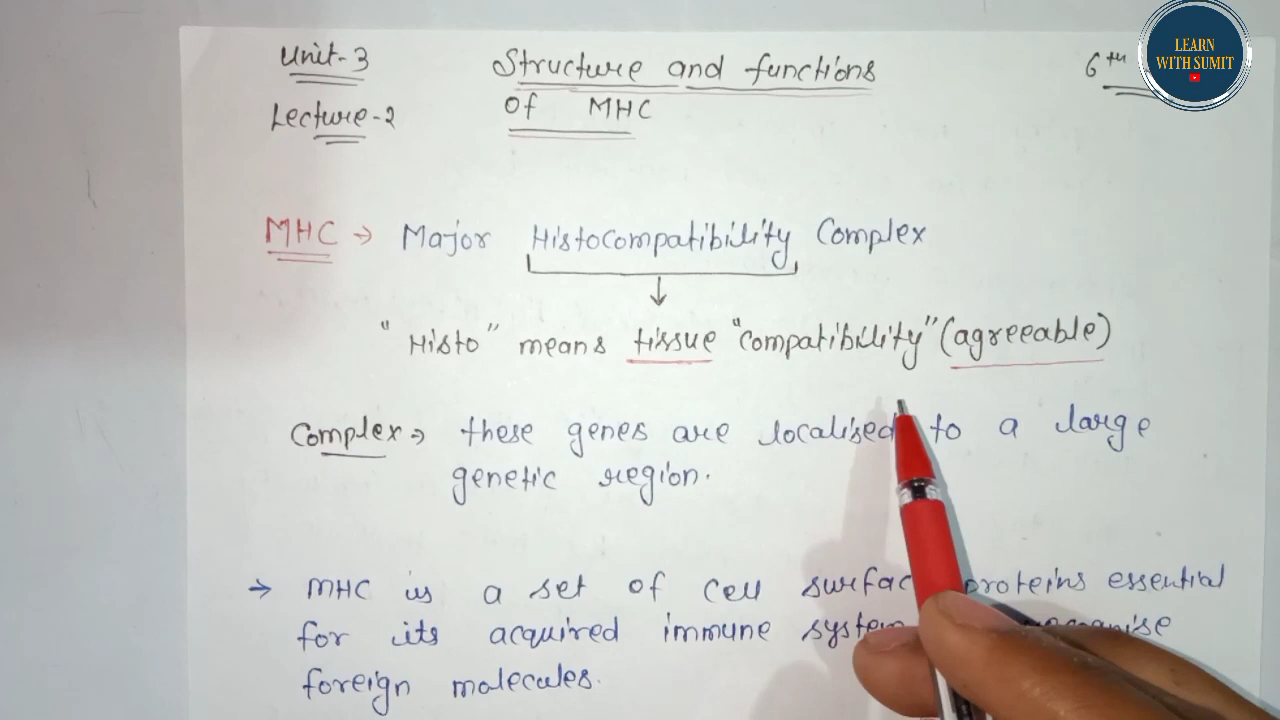 Unit-3 Structure and functions 6th
Lecture-2 Of MHC
LEARN
WITH SUMIT
MHC → Major Histocompatibility Complex
↓
"Histo" means tissue "compatibility" (agreeable)
Complex → these genes are localised to a large
genetic region.
→ MHC is a set of cell surfac proteins essential
for its acquired immune system
foreign molecules.